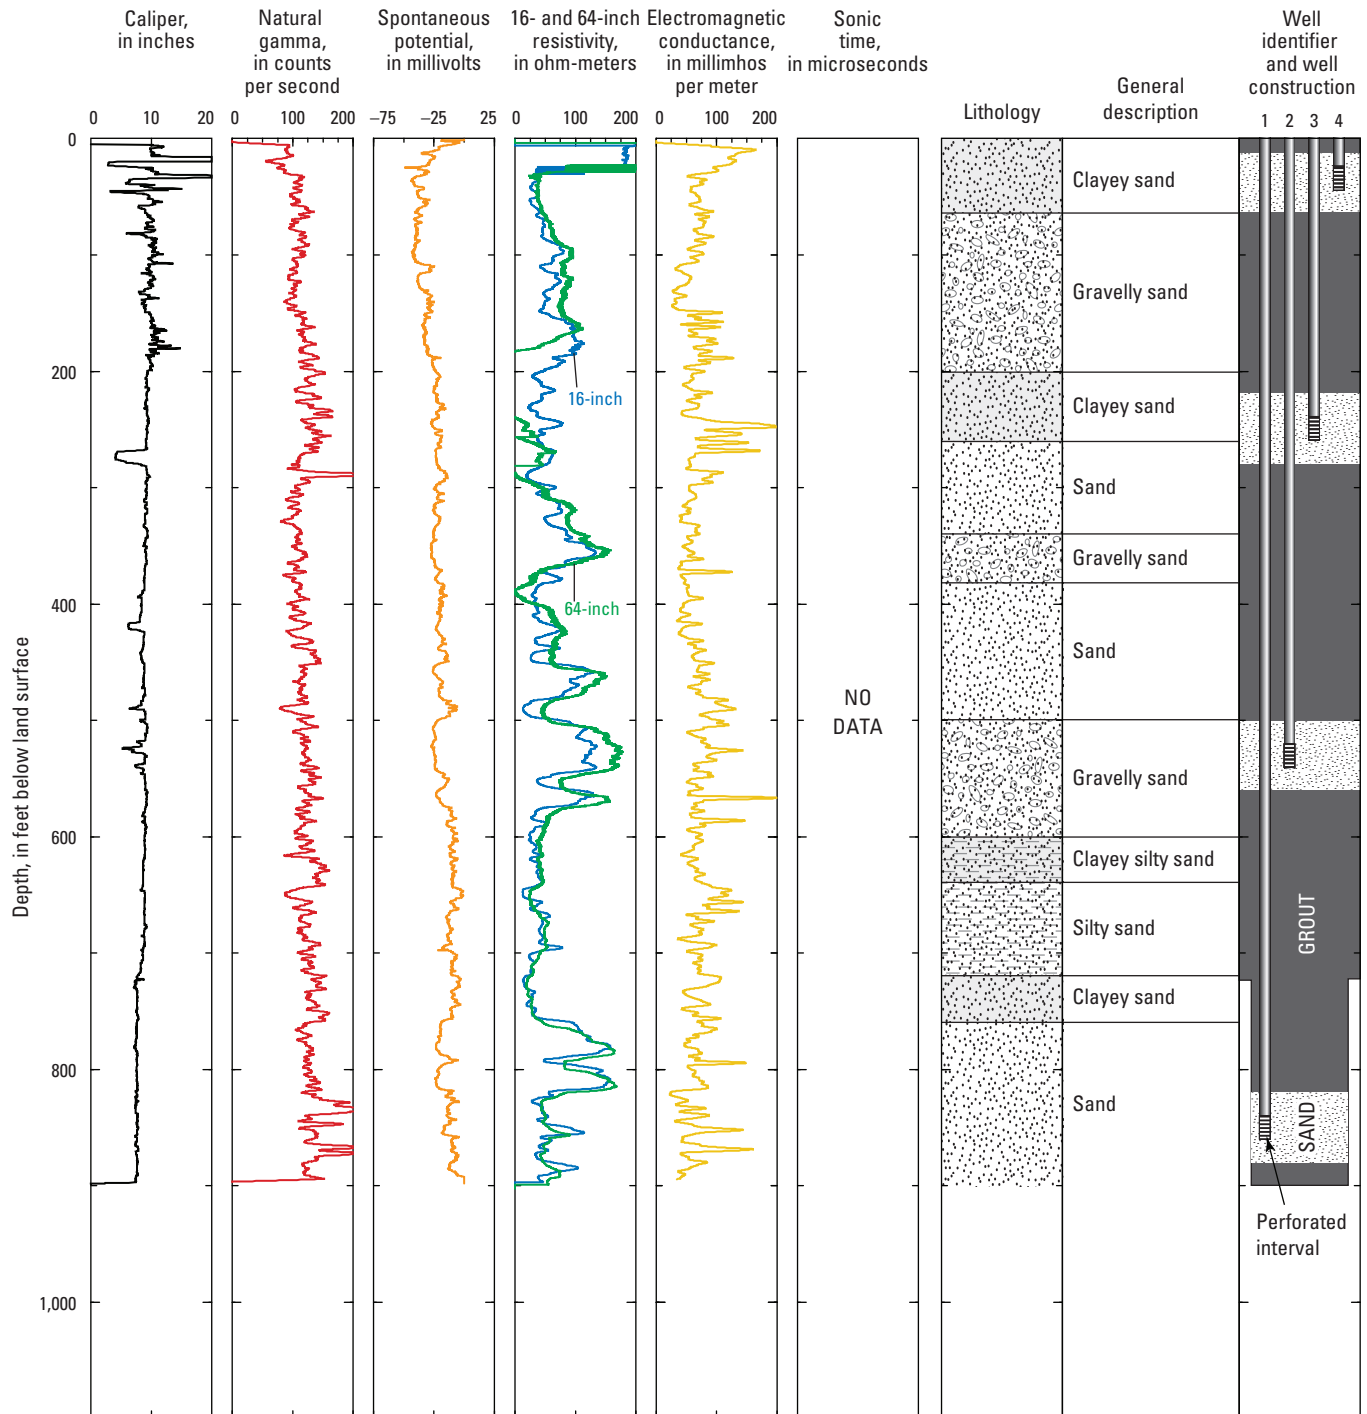 Caliper,
in inches
Natural
gamma,
in counts
per second
Spontaneous
potential,
in millivolts
16- and 64-inch
resistivity,
in ohm-meters
Electromagnetic
conductance,
in millimhos
per meter
Sonic
time,
in microseconds
Lithology
General
description
Well
identifier
and well
construction
0 10 20
0 100 200
−75 −25 25
0 100 200
0 100 200
1 2 3 4
Depth, in feet below land surface
0
200
400
600
800
1,000
16-inch
64-inch
NO
DATA
Clayey sand
Gravelly sand
Clayey sand
Sand
Gravelly sand
Sand
Gravelly sand
Clayey silty sand
Silty sand
Clayey sand
Sand
GROUT
SAND
Perforated
interval